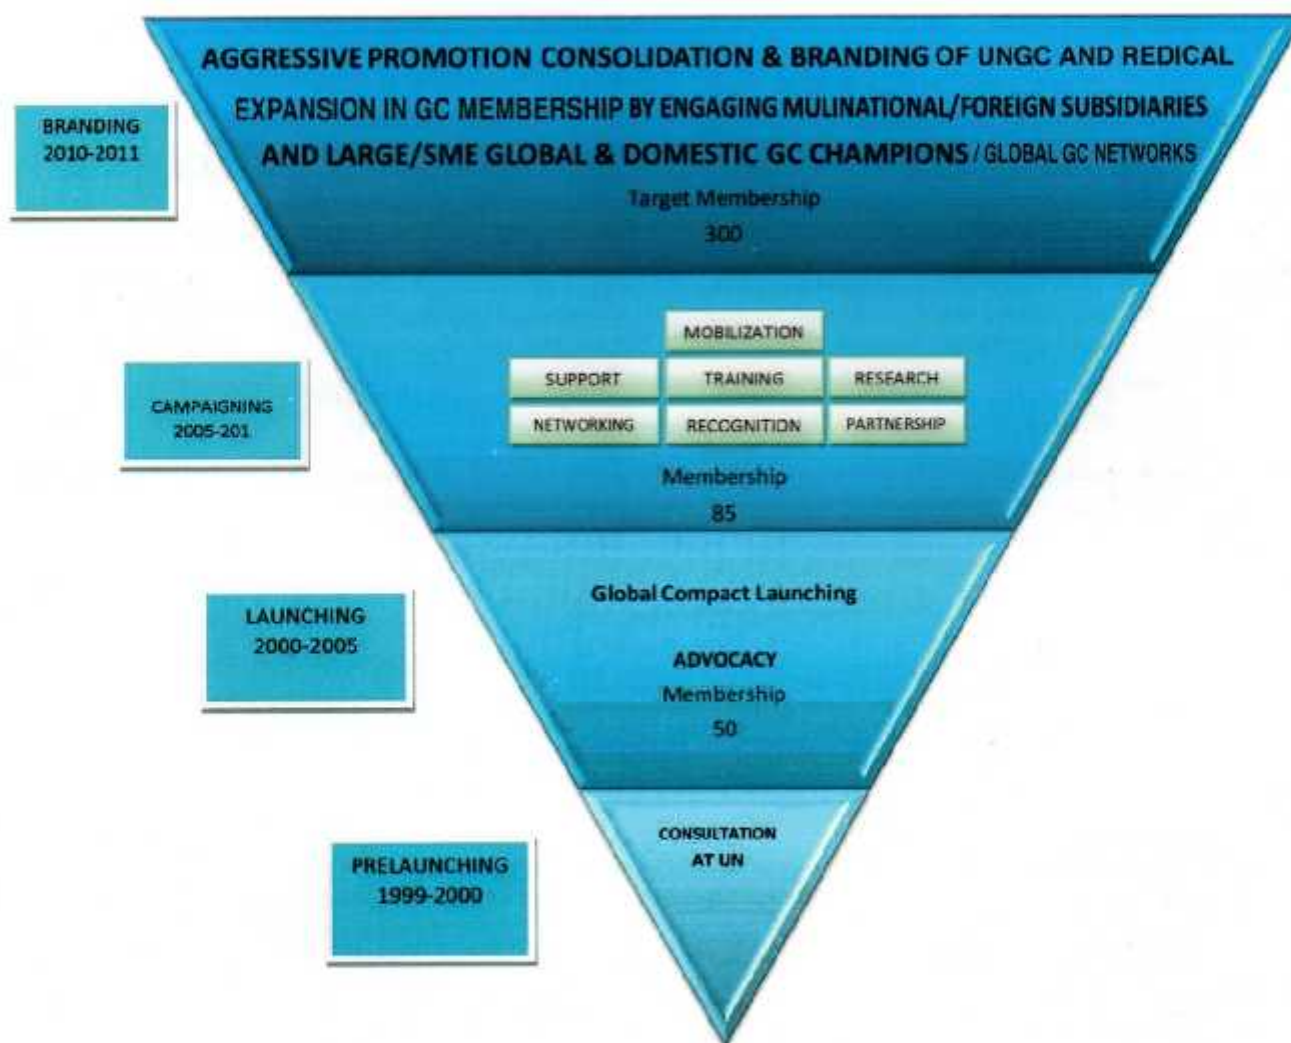 AGGRESSIVE PROMOTION CONSOLIDATION & BRANDING OF UNGC AND REDICAL
EXPANSION IN GC MEMBERSHIP BY ENGAGING MULINATIONAL/FOREIGN SUBSIDIARIES
AND LARGE/SME GLOBAL & DOMESTIC GC CHAMPIONS / GLOBAL GC NETWORKS
Target Membership
300
BRANDING
2010-2011
MOBILIZATION
SUPPORT TRAINING RESEARCH
NETWORKING RECOGNITION PARTNERSHIP
Membership
85
CAMPAIGNING
2005-201
Global Compact Launching
ADVOCACY
Membership
50
LAUNCHING
2000-2005
CONSULTATION
AT UN
PRELAUNCHING
1999-2000